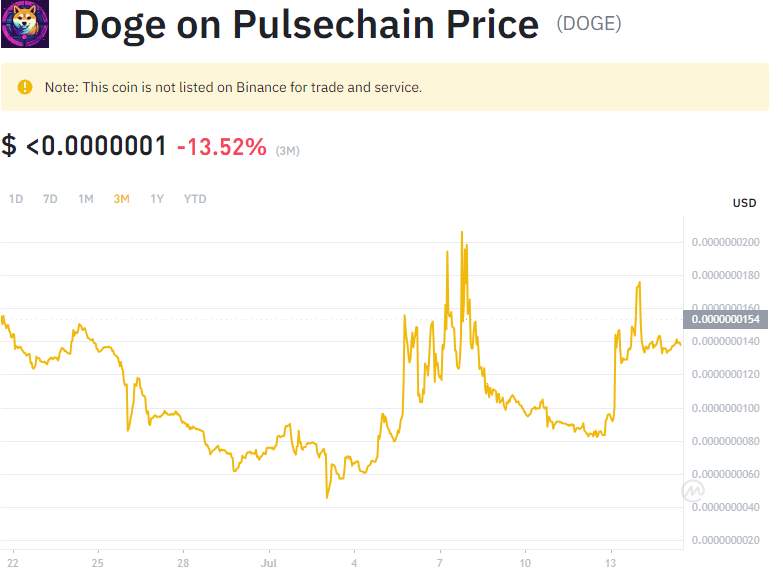 Doge on Pulsechain Price (DOGE)
Note: This coin is not listed on Binance for trade and service.
$ <0.0000001 -13.52% (3M)
1D 7D 1M 3M 1Y YTD
USD
0.0000000200
0.0000000180
0.0000000160
0.0000000154
0.0000000140
0.0000000120
0.0000000100
0.0000000080
0.0000000060
0.0000000040
0.0000000020
22 25 28 Jul 4 7 10 13